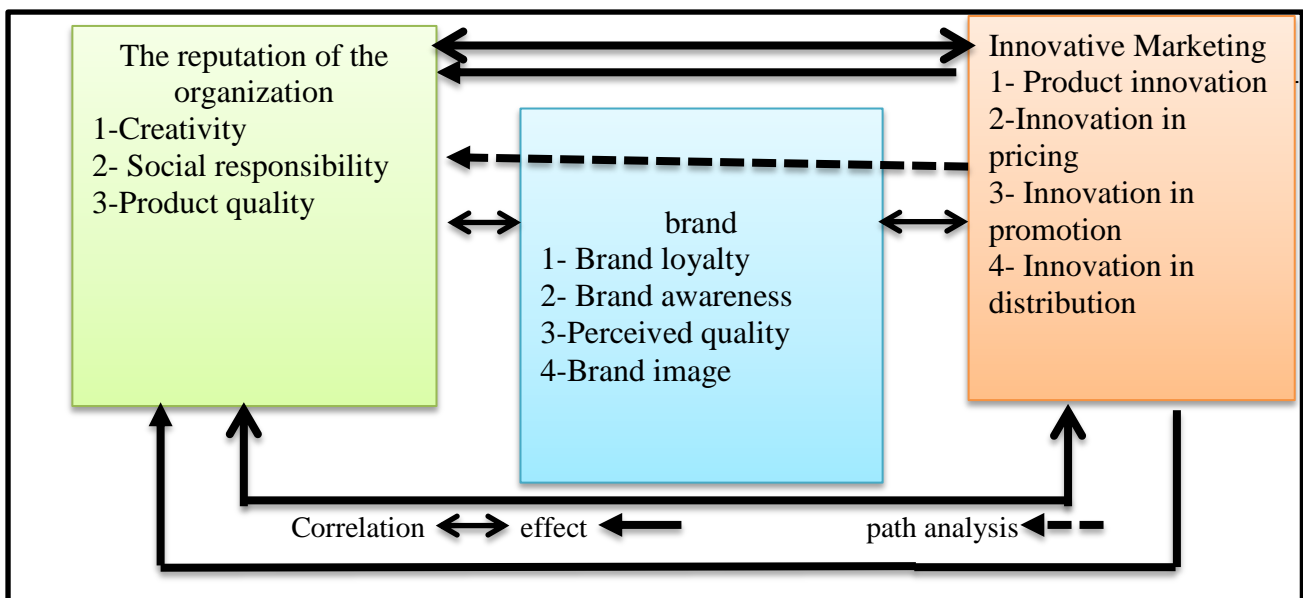 The reputation of the
organization
1-Creativity
2- Social responsibility
3-Product quality
brand
1- Brand loyalty
2- Brand awareness
3-Perceived quality
4-Brand image
Innovative Marketing
1- Product innovation
2-Innovation in
pricing
3- Innovation in
promotion
4- Innovation in
distribution
Correlation effect path analysis